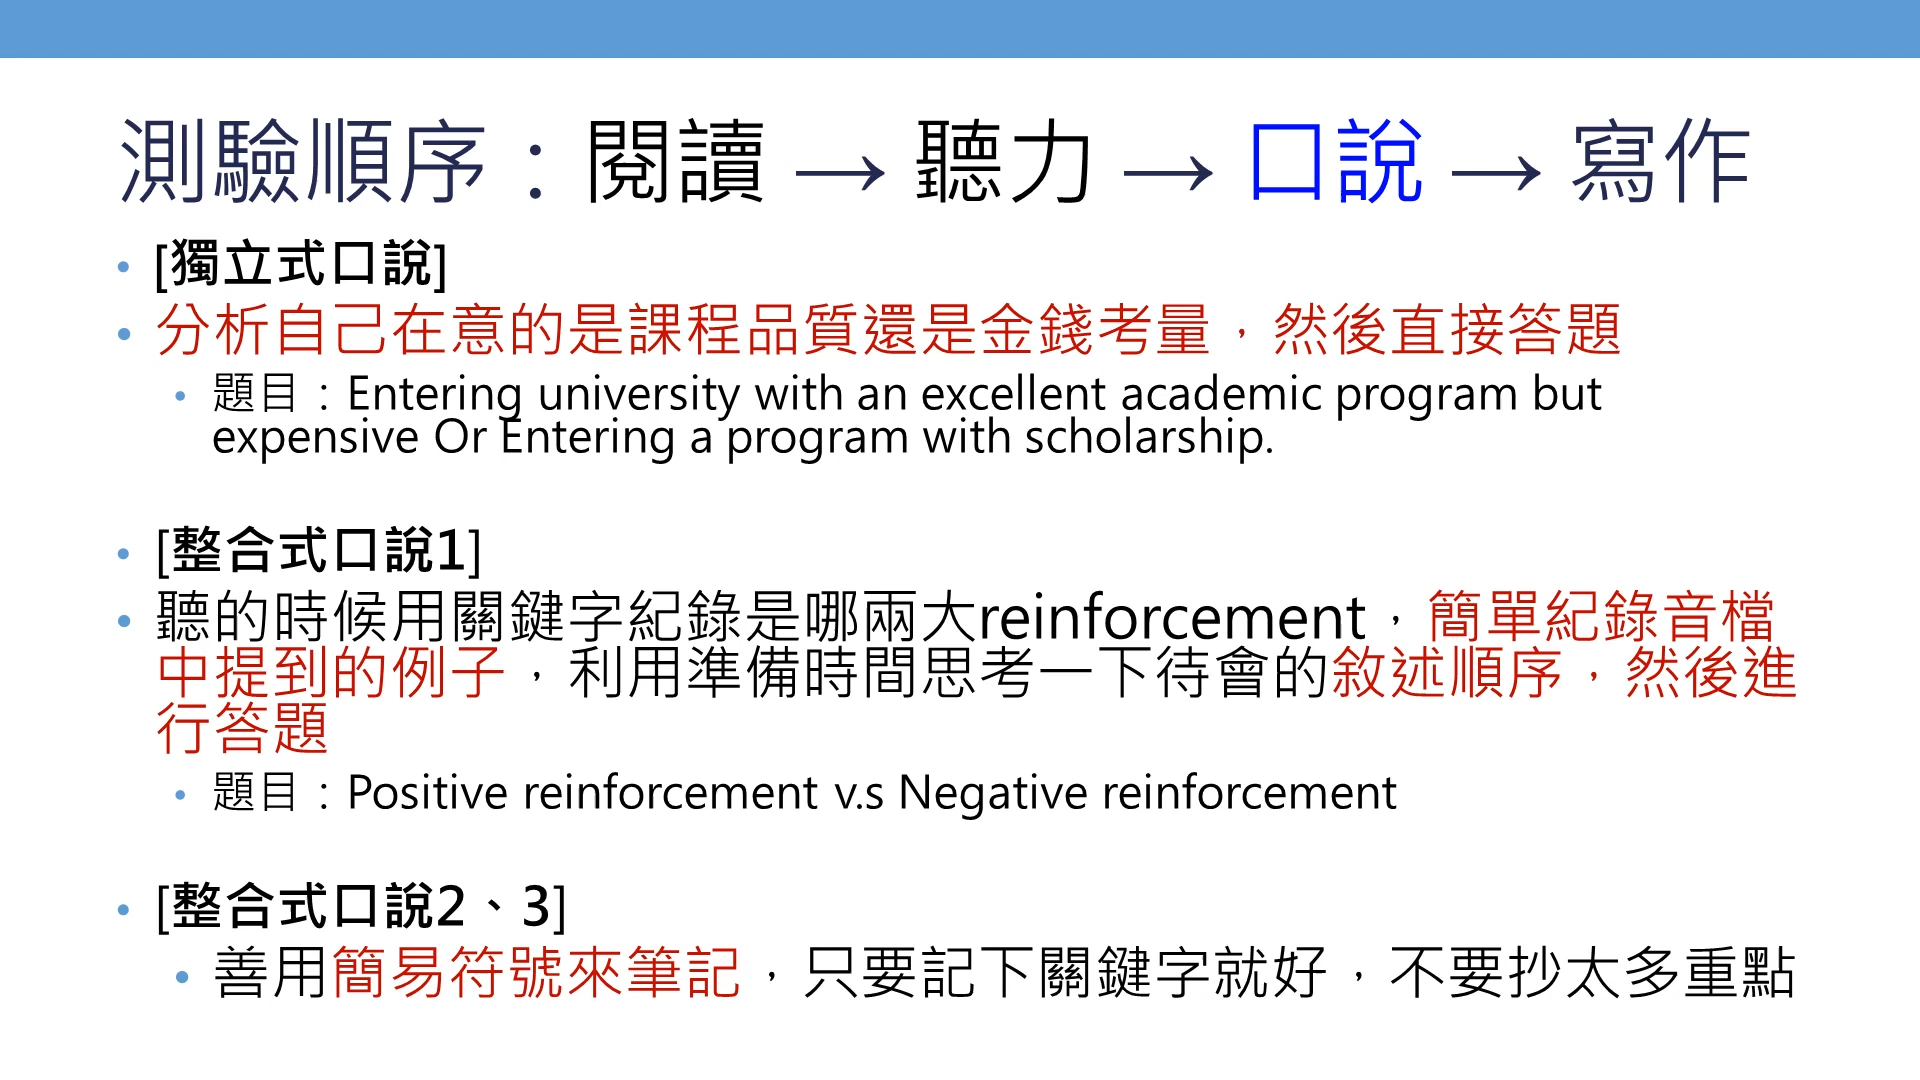 測驗順序：閱讀 → 聽力 → 口說 → 寫作
• [獨立式口說]
• 分析自己在意的是課程品質還是金錢考量，然後直接答題
• 題目：Entering university with an excellent academic program but
expensive Or Entering a program with scholarship.
• [整合式口說1]
• 聽的時候用關鍵字紀錄是哪兩大reinforcement，簡單紀錄音檔
中提到的例子，利用準備時間思考一下待會的敘述順序，然後進
行答題
• 題目：Positive reinforcement v.s Negative reinforcement
• [整合式口說2、3]
• 善用簡易符號來筆記，只要記下關鍵字就好，不要抄太多重點